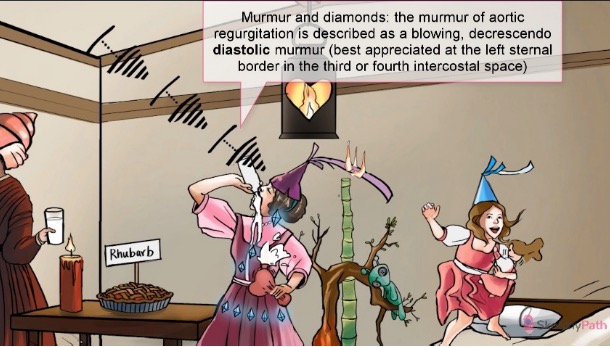 Murmur and diamonds: the murmur of aortic
regurgitation is described as a blowing, decrescendo
diastolic murmur (best appreciated at the left sternal
border in the third or fourth intercostal space)
Rhubarb